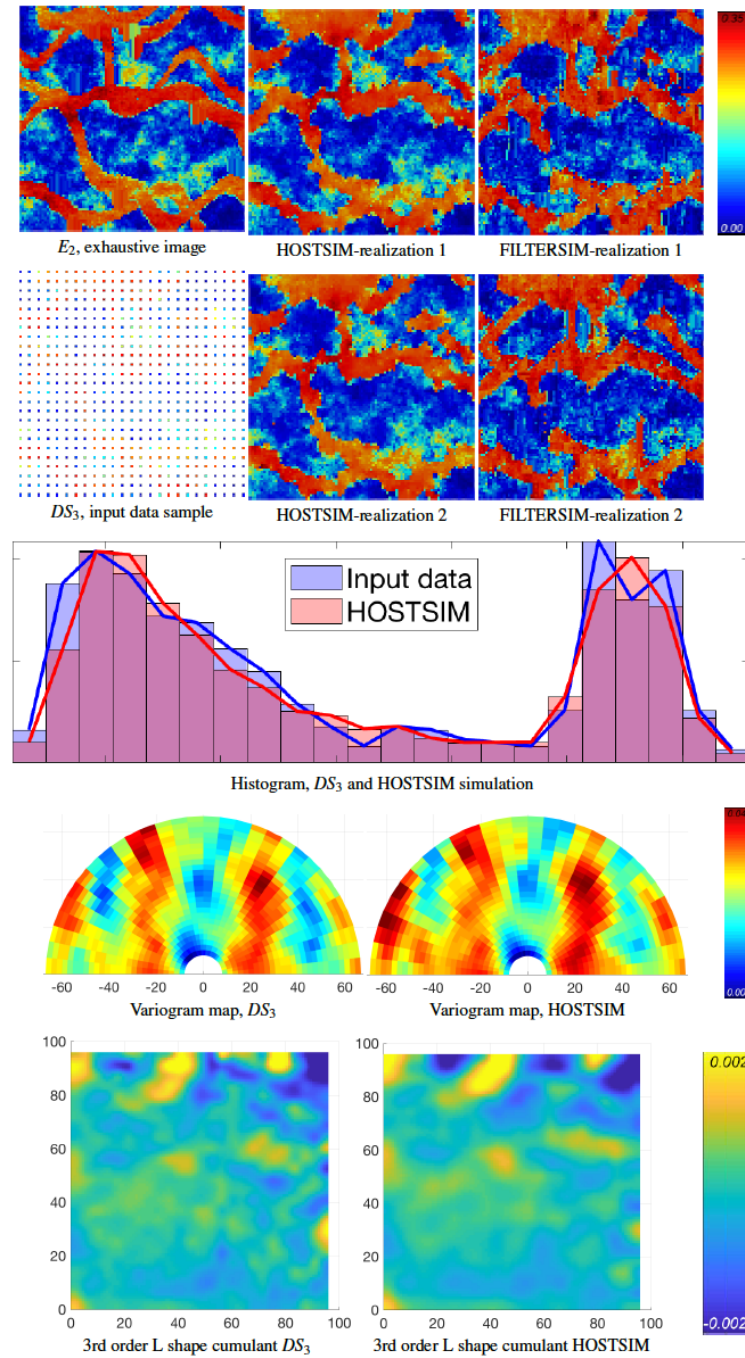 0.35
0.00
E₂, exhaustive image
HOSTSIM-realization 1
FILTERSIM-realization 1
DS₃, input data sample
HOSTSIM-realization 2
FILTERSIM-realization 2
Input data
HOSTSIM
Histogram, DS₃ and HOSTSIM simulation
0.04
0.00
-60 -40 -20 0 20 40 60
-60 -40 -20 0 20 40 60
Variogram map, DS₃
Variogram map, HOSTSIM
100
80
60
40
20
0
0 20 40 60 80 100
100
80
60
40
20
0
0 20 40 60 80 100
0.002
-0.002
3rd order L shape cumulant DS₃
3rd order L shape cumulant HOSTSIM